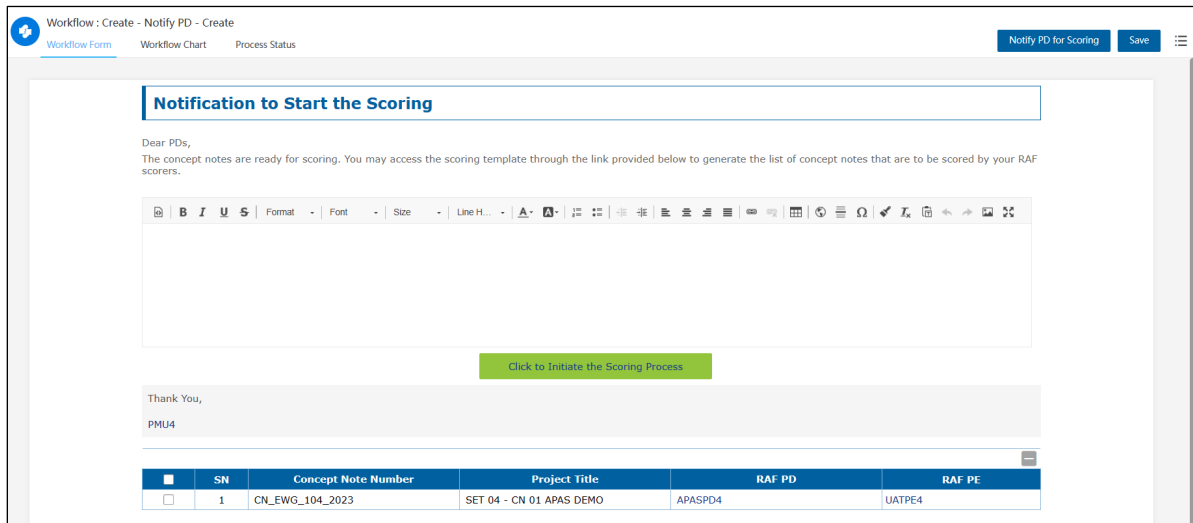 Workflow : Create - Notify PD - Create
Workflow Form Workflow Chart Process Status
Notify PD for Scoring Save
Notification to Start the Scoring
Dear PDs,
The concept notes are ready for scoring. You may access the scoring template through the link provided below to generate the list of concept notes that are to be scored by your RAF
scorers.
B I U S Format Font Size Line H... A A Ω
Click to Initiate the Scoring Process
Thank You,
PMU4
SN Concept Note Number Project Title RAF PD RAF PE
1 CN_EWG_104_2023 SET 04 - CN 01 APAS DEMO APASPD4 UATPE4